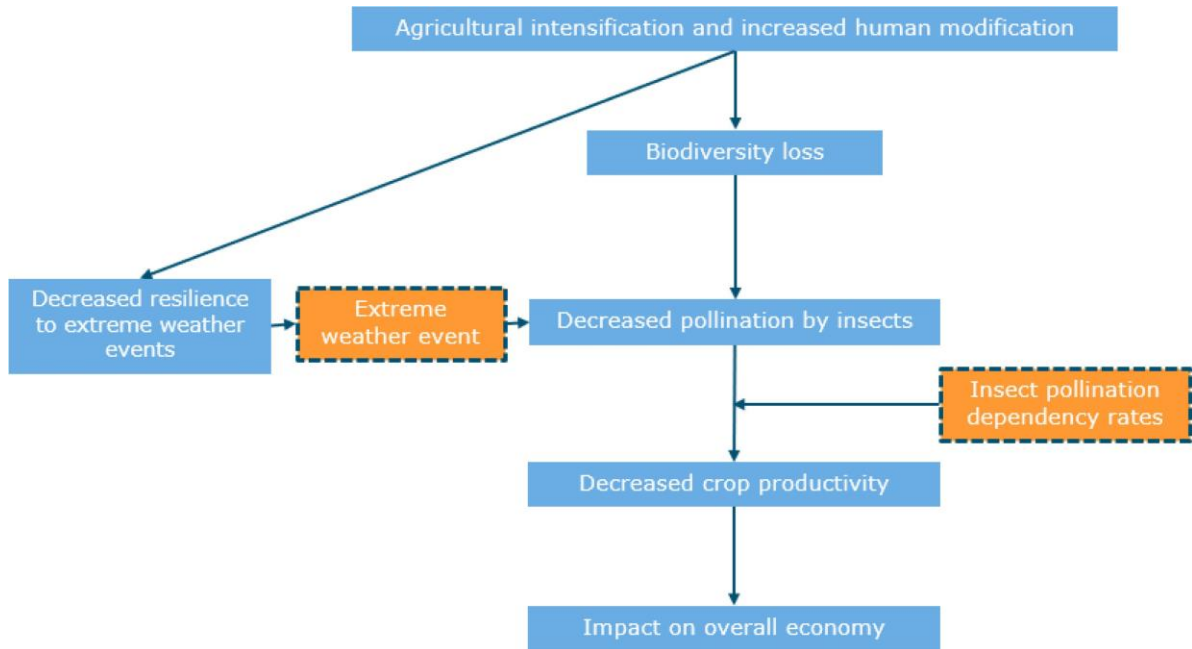 Agricultural intensification and increased human modification
Biodiversity loss
Decreased resilience
to extreme weather
events
Extreme
weather event
Decreased pollination by insects
Insect pollination
dependency rates
Decreased crop productivity
Impact on overall economy